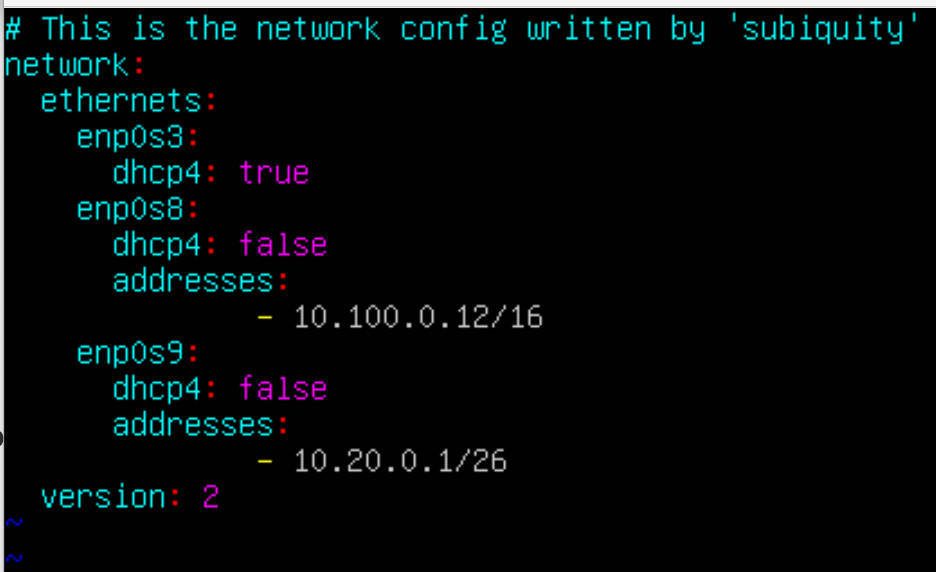 # This is the network config written by 'subiquity'
network:
  ethernets:
    enp0s3:
      dhcp4: true
    enp0s8:
      dhcp4: false
      addresses:
              - 10.100.0.12/16
    enp0s9:
      dhcp4: false
      addresses:
              - 10.20.0.1/26
  version: 2
~
~